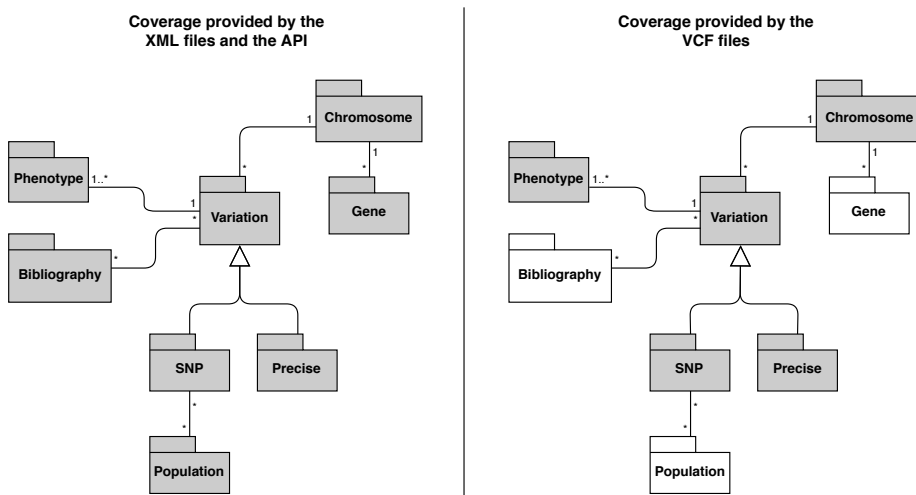 Coverage provided by the
XML files and the API
Chromosome
1
1
*
*
Phenotype
1..*
1
Variation
*
Gene
Bibliography
*
SNP
Precise
*
*
Population
Coverage provided by the
VCF files
Chromosome
1
1
*
*
Phenotype
1..*
1
Variation
*
Gene
Bibliography
*
SNP
Precise
*
*
Population